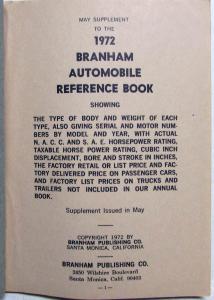 MAY SUPPLEMENT
TO THE
1972
BRANHAM
AUTOMOBILE
REFERENCE BOOK
SHOWING
THE TYPE OF BODY AND WEIGHT OF EACH
TYPE, ALSO GIVING SERIAL AND MOTOR NUM-
BERS BY MODEL AND YEAR, WITH ACTUAL
N. A. C. C. AND S. A. E. HORSEPOWER RATING,
TAXABLE HORSE POWER RATING, CUBIC INCH
DISPLACEMENT, BORE AND STROKE IN INCHES,
THE FACTORY RETAIL OR LIST PRICE AND FAC-
TORY DELIVERED PRICE ON PASSENGER CARS,
AND FACTORY LIST PRICES ON TRUCKS AND
TRAILERS NOT INCLUDED IN OUR ANNUAL
BOOK.
Supplement Issued in May
COPYRIGHT 1972 BY
BRANHAM PUBLISHING CO.
SANTA MONICA, CALIFORNIA
BRANHAM PUBLISHING CO.
2450 Wilshire Boulevard
Santa Monica, Cal. 90403
—1—